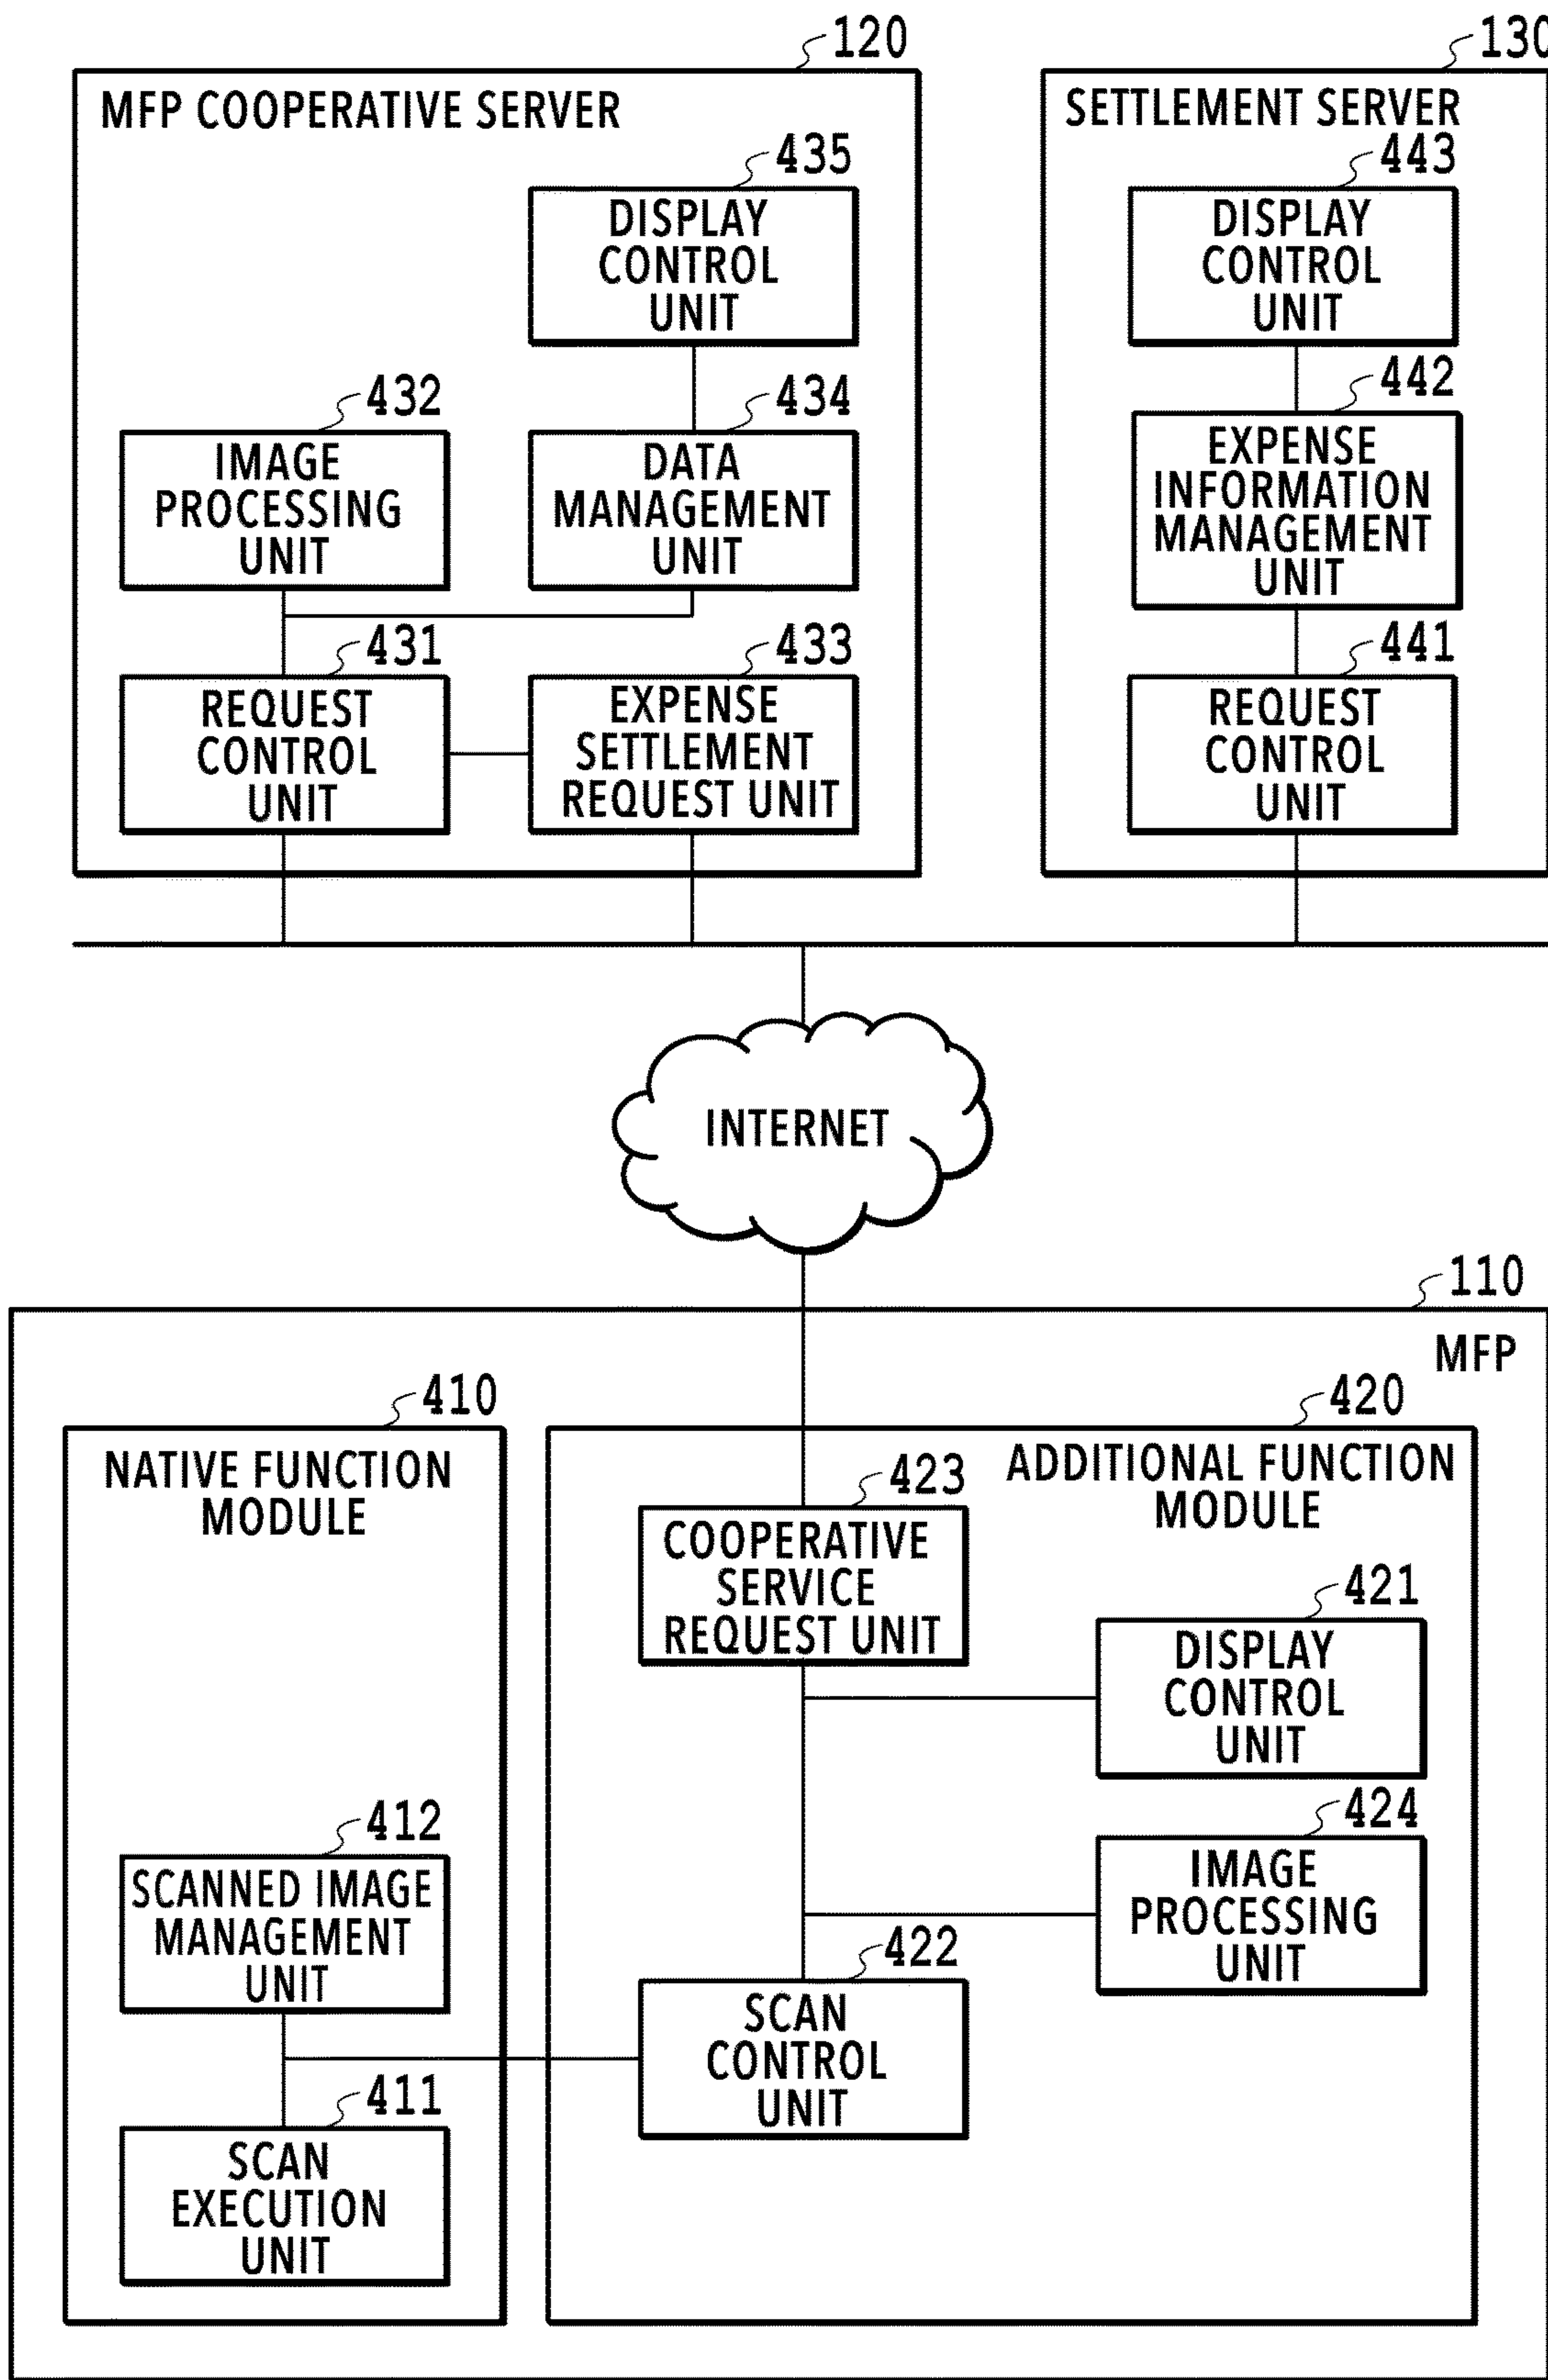 120
MFP COOPERATIVE SERVER
435
DISPLAY
CONTROL
UNIT
432
IMAGE
PROCESSING
UNIT
434
DATA
MANAGEMENT
UNIT
431
REQUEST
CONTROL
UNIT
433
EXPENSE
SETTLEMENT
REQUEST UNIT
130
SETTLEMENT SERVER
443
DISPLAY
CONTROL
UNIT
442
EXPENSE
INFORMATION
MANAGEMENT
UNIT
441
REQUEST
CONTROL
UNIT
INTERNET
110
MFP
410
NATIVE FUNCTION
MODULE
412
SCANNED IMAGE
MANAGEMENT
UNIT
411
SCAN
EXECUTION
UNIT
420
ADDITIONAL FUNCTION
MODULE
423
COOPERATIVE
SERVICE
REQUEST UNIT
421
DISPLAY
CONTROL
UNIT
424
IMAGE
PROCESSING
UNIT
422
SCAN
CONTROL
UNIT